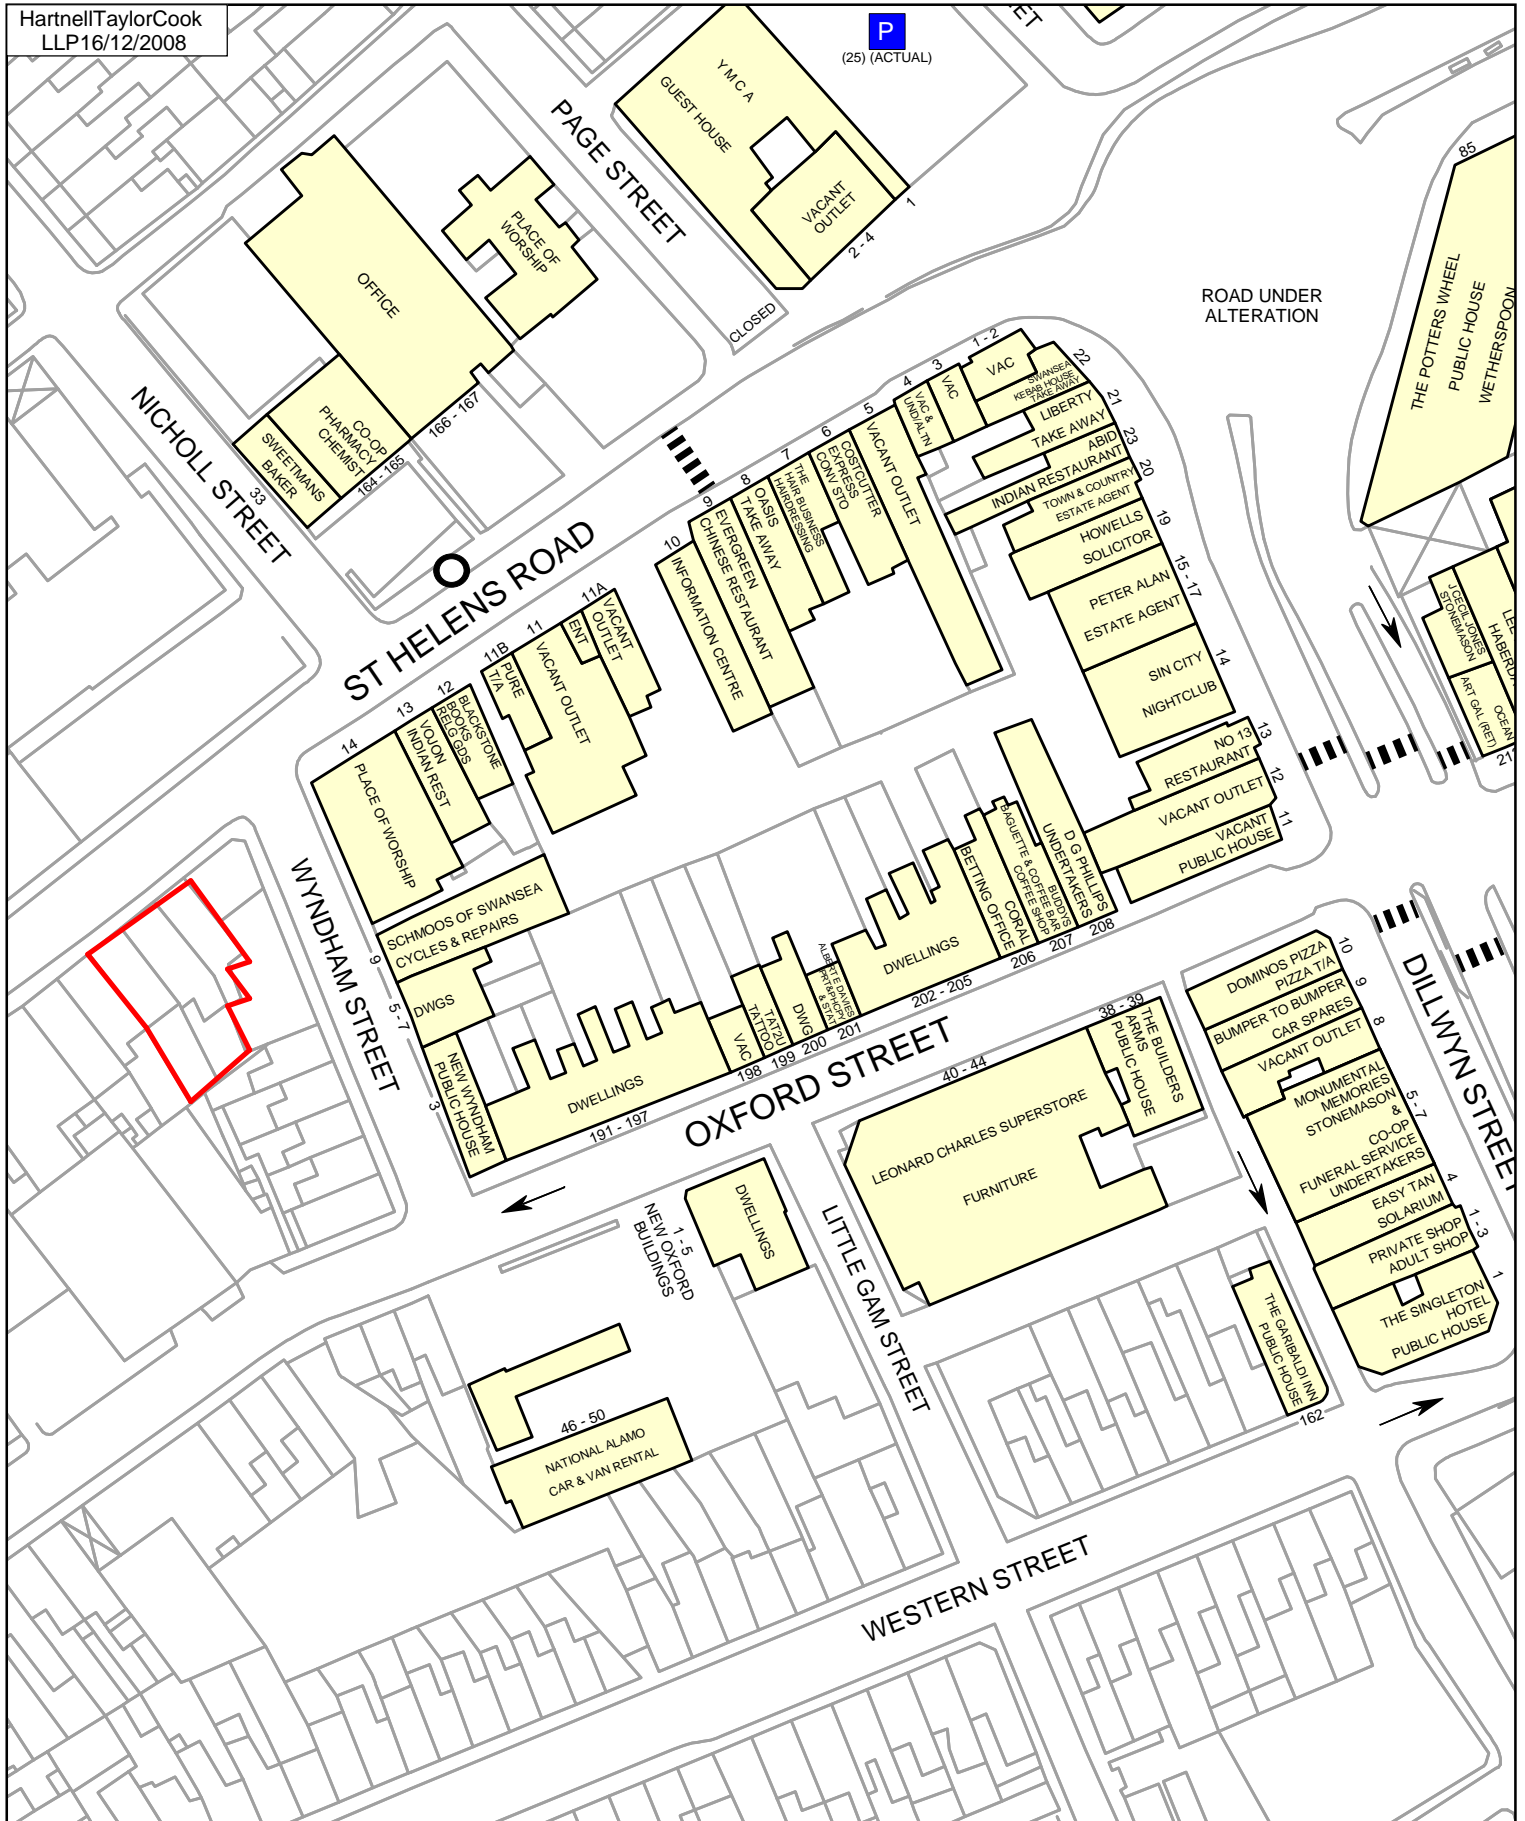 HartnellTaylorCook
LLP16/12/2008
P
(25) (ACTUAL)
ET
Y M C A
GUEST HOUSE
VACANT
OUTLET
1
2 - 4
PAGE STREET
CLOSED
PLACE OF
WORSHIP
OFFICE
166 - 167
CO-OP
PHARMACY
CHEMIST
164 - 165
SWEETMANS
BAKER
33
NICHOLL STREET
ST HELENS ROAD
ROAD UNDER
ALTERATION
85
THE POTTERS WHEEL
PUBLIC HOUSE
WETHERSPOON
1 - 2
VAC
3
VAC
4
VAC &
UND/ALTN
5
VACANT OUTLET
6
COSTCUTTER
EXPRESS
CONV STO
7
THE
HAIR BUSINESS
HAIRDRESSING
8
OASIS
TAKE AWAY
9
EVERGREEN
CHINESE RESTAURANT
10
INFORMATION CENTRE
22
SWANSEA
KEBAB HOUSE
TAKE AWAY
21
LIBERTY
TAKE AWAY
23
ABID
INDIAN RESTAURANT
20
TOWN & COUNTRY
ESTATE AGENT
19
HOWELLS
SOLICITOR
15 - 17
PETER ALAN
ESTATE AGENT
14
SIN CITY
NIGHTCLUB
13
NO 13
RESTAURANT
12
VACANT OUTLET
11
VACANT
PUBLIC HOUSE
J CECIL JONES
STONEMASON
LEE
HABERDA
ART GAL (RET)
OCEAN
21
11A
VACANT
OUTLET
ENT
11
VACANT OUTLET
11B
PURE
T/A
12
BLACKSTONE
BOOKS
RELG GDS
13
VOJON
INDIAN REST
14
PLACE OF WORSHIP
SCHMOOS OF SWANSEA
CYCLES & REPAIRS
9
DWGS
5 - 7
NEW WYNDHAM
PUBLIC HOUSE
3
WYNDHAM STREET
DWELLINGS
191 - 197
VAC
198
TAT2U
TATTOO
199
DWG
200
ALBERTE DAVIES
PRT&PHCPY
& STAT
201
DWELLINGS
202 - 205
CORAL
BETTING OFFICE
206
BUDDYS
BAGUETTE & COFFEE BAR
COFFEE SHOP
207
D G PHILLIPS
UNDERTAKERS
208
OXFORD STREET
38 - 39
THE BUILDERS
ARMS
PUBLIC HOUSE
40 - 44
LEONARD CHARLES SUPERSTORE
FURNITURE
DOMINOS PIZZA
PIZZA T/A
10
BUMPER TO BUMPER
CAR SPARES
9
VACANT OUTLET
8
MONUMENTAL
MEMORIES
STONEMASON
&
CO-OP
FUNERAL SERVICE
UNDERTAKERS
5 - 7
EASY TAN
SOLARIUM
4
PRIVATE SHOP
ADULT SHOP
1 - 3
THE SINGLETON
HOTEL
PUBLIC HOUSE
1
DILLWYN STREET
THE GARIBALDI INN
PUBLIC HOUSE
162
DWELLINGS
1 - 5
NEW OXFORD
BUILDINGS
LITTLE GAM STREET
46 - 50
NATIONAL ALAMO
CAR & VAN RENTAL
WESTERN STREET